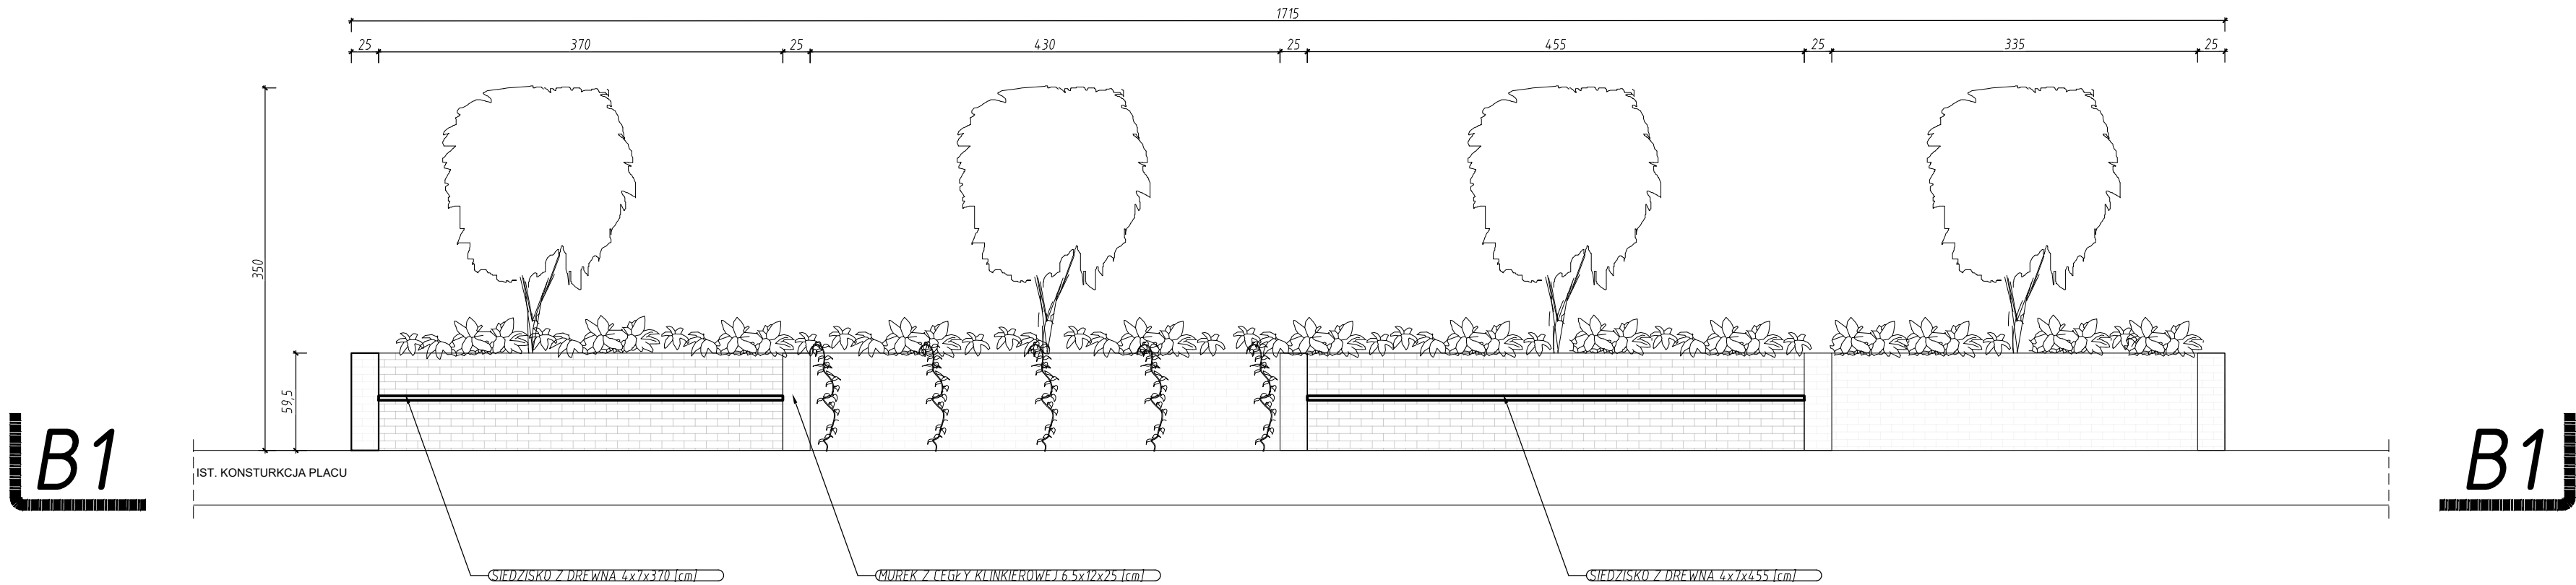 1715
25 370 25 430 25 455 25 335 25
350
59,5
B1 B1
IST. KONSTURKCJA PLACU
SIEDZISKO Z DREWNA 4x7x370 [cm] MUREK Z CEGŁY KLINKIEROWEJ 6.5x12x25 [cm] SIEDZISKO Z DREWNA 4x7x455 [cm]